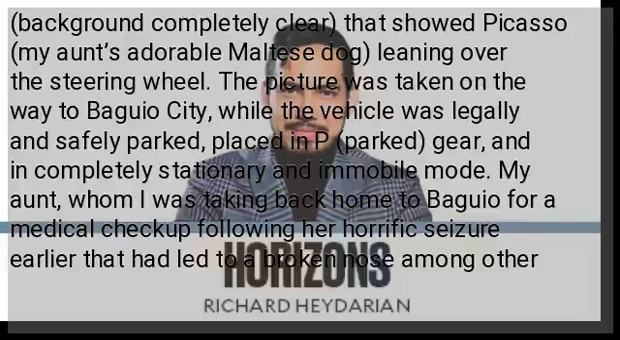 (background completely clear) that showed Picasso
(my aunt’s adorable Maltese dog) leaning over
the steering wheel. The picture was taken on the
way to Baguio City, while the vehicle was legally
and safely parked, placed in P (parked) gear, and
in completely stationary and immobile mode. My
aunt, whom I was taking back home to Baguio for a
medical checkup following her horrific seizure
earlier that had led to a broken nose among other
HORIZONS
RICHARD HEYDARIAN